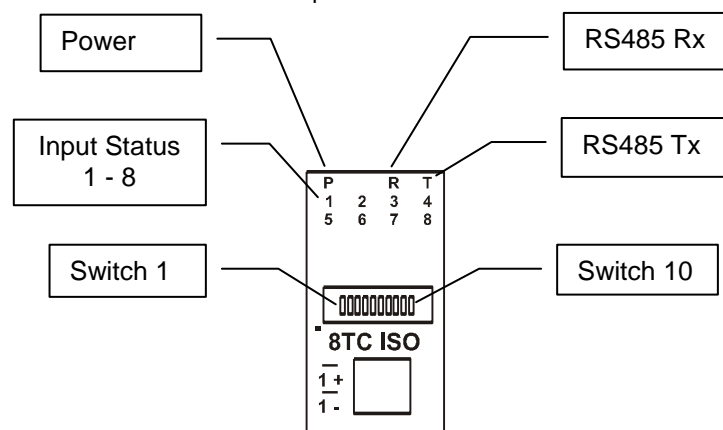 Power
RS485 Rx
Input Status
1 - 8
RS485 Tx
P R T
1 2 3 4
5 6 7 8
Switch 1
Switch 10
8TC ISO
1 +
1 -